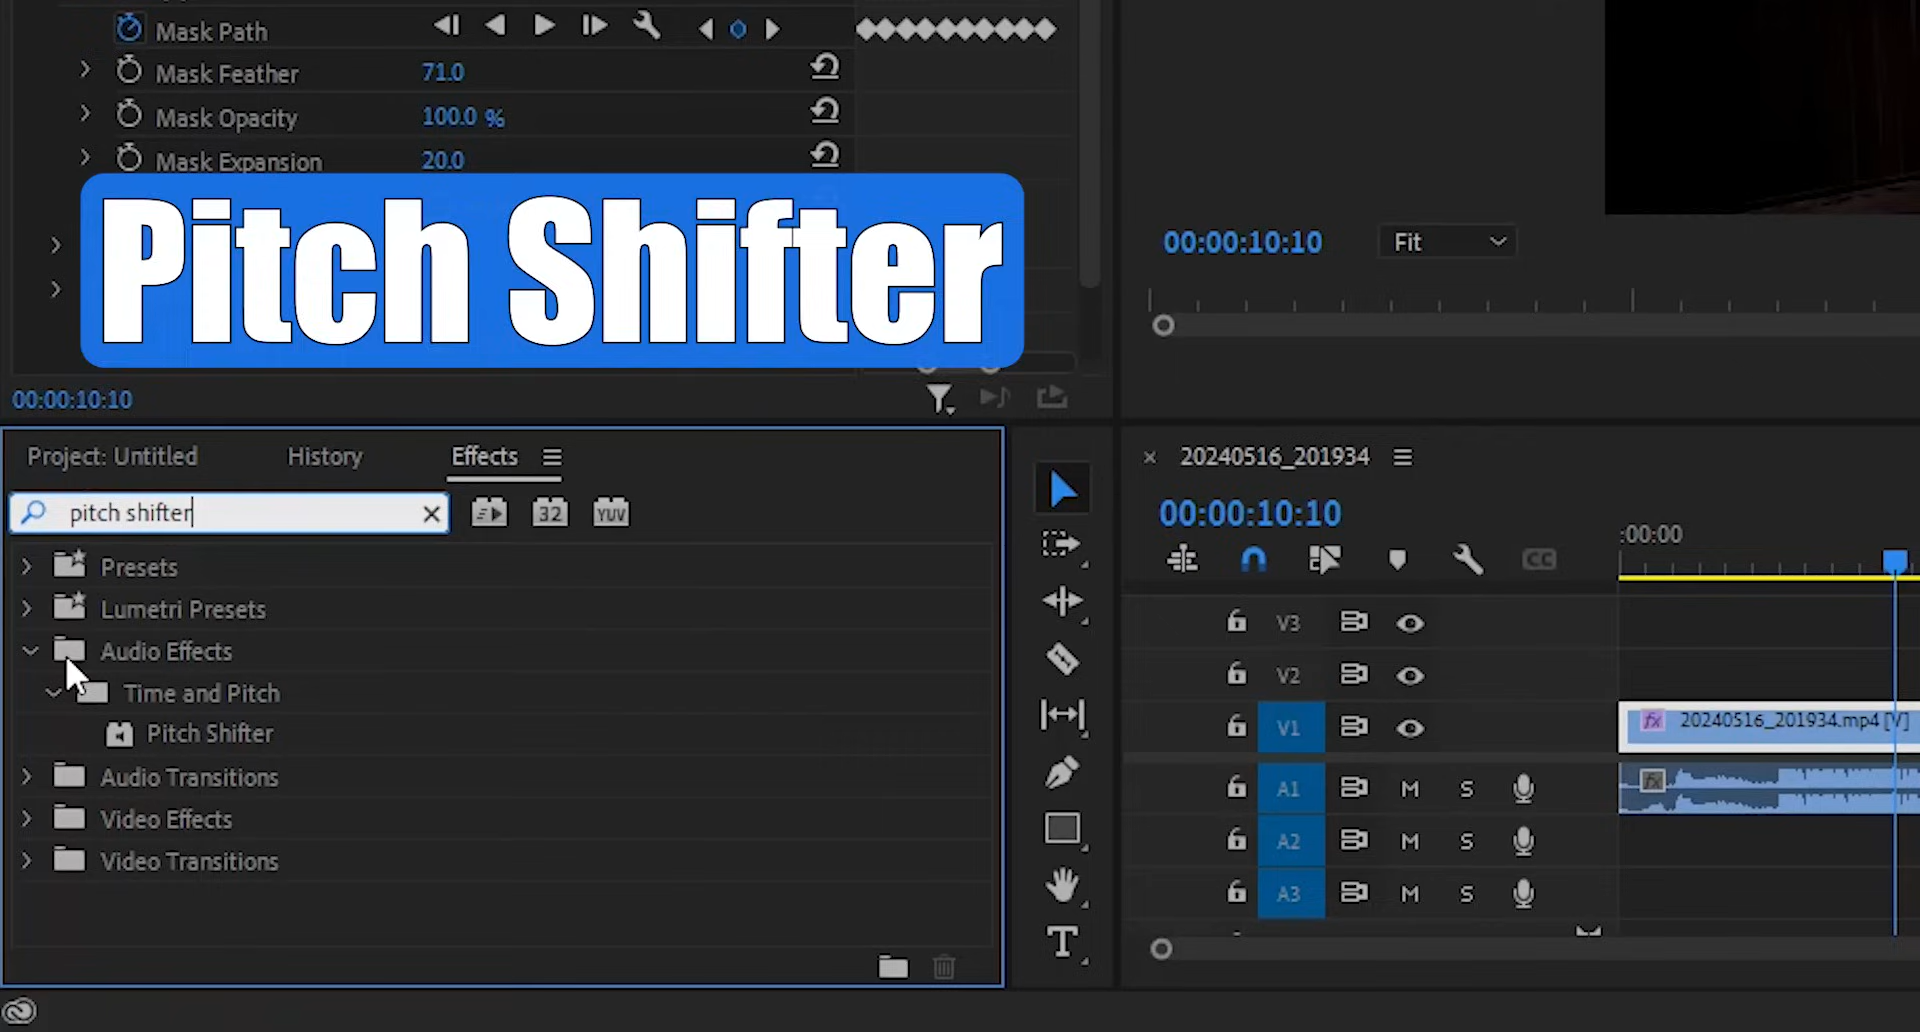 Mask Path
Mask Feather 71.0
Mask Opacity 100.0 %
Mask Expansion 20.0
Pitch Shifter
00:00:10:10 Fit
00:00:10:10
Project: Untitled History Effects
pitch shifter 32 YUV
Presets
Lumetri Presets
Audio Effects
Time and Pitch
Pitch Shifter
Audio Transitions
Video Effects
Video Transitions
20240516_201934
00:00:10:10
:00:00
CC
V3
V2
V1 fx 20240516_201934.mp4 [V]
A1 M S fx
A2 M S
A3 M S